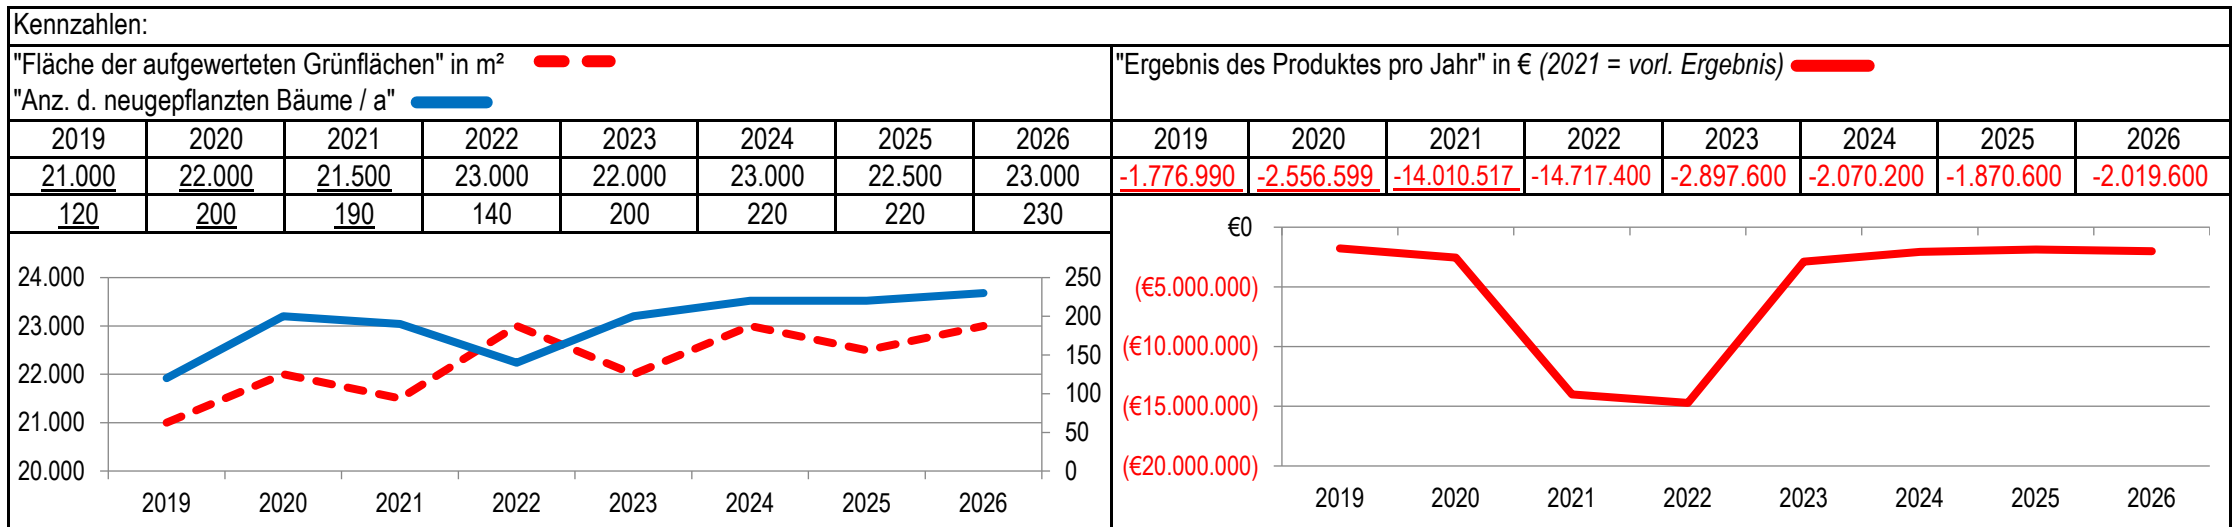 Kennzahlen:
"Fläche der aufgewerteten Grünflächen" in m²
"Anz. d. neugepflanzten Bäume / a"
2019 2020 2021 2022 2023 2024 2025 2026
21.000 22.000 21.500 23.000 22.000 23.000 22.500 23.000
120 200 190 140 200 220 220 230
24.000
23.000
22.000
21.000
20.000
250
200
150
100
50
0
2019 2020 2021 2022 2023 2024 2025 2026
"Ergebnis des Produktes pro Jahr" in € (2021 = vorl. Ergebnis)
2019 2020 2021 2022 2023 2024 2025 2026
-1.776.990 -2.556.599 -14.010.517 -14.717.400 -2.897.600 -2.070.200 -1.870.600 -2.019.600
€0
(€5.000.000)
(€10.000.000)
(€15.000.000)
(€20.000.000)
2019 2020 2021 2022 2023 2024 2025 2026